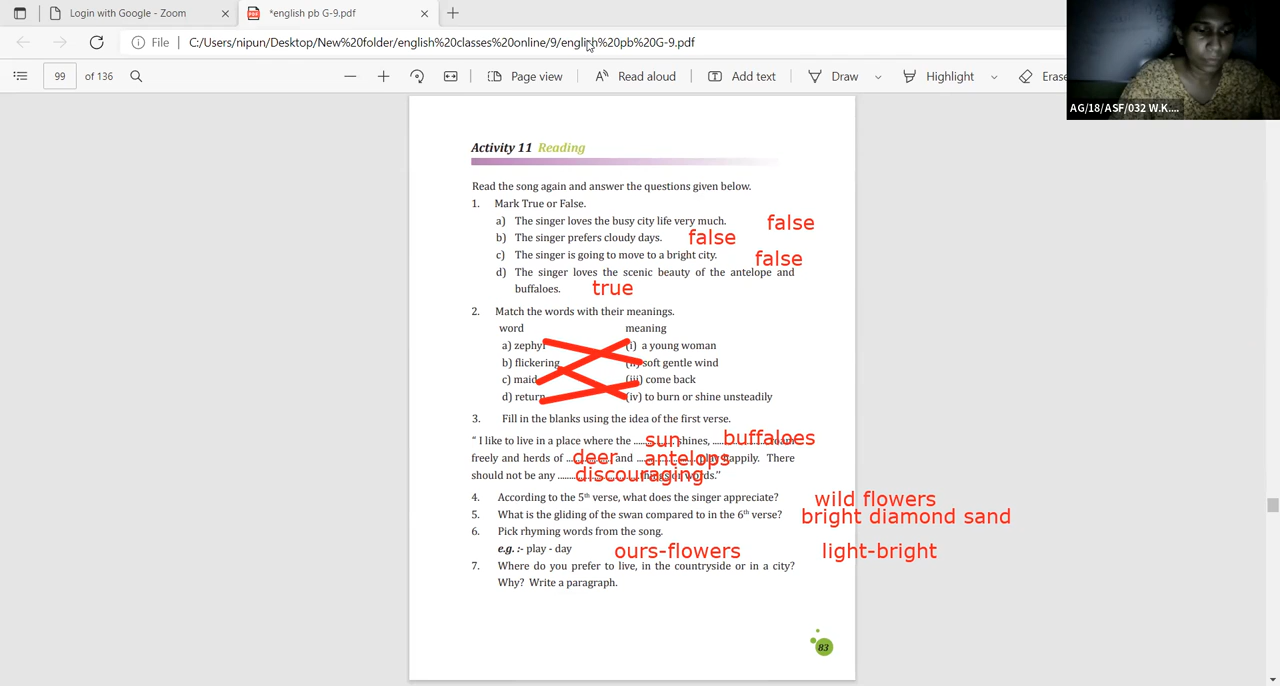 Login with Google - Zoom
*english pb G-9.pdf
File
C:/Users/nipun/Desktop/New%20folder/english%20classes%20online/9/english%20pb%20G-9.pdf
99 of 136
Page view
Read aloud
Add text
Draw
Highlight
Erase
AG/18/ASF/032 W.K....
Activity 11 Reading
Read the song again and answer the questions given below.
1. Mark True or False.
a) The singer loves the busy city life very much. false
b) The singer prefers cloudy days. false
c) The singer is going to move to a bright city. false
d) The singer loves the scenic beauty of the antelope and
buffaloes. true
2. Match the words with their meanings.
word meaning
a) zephyr (i) a young woman
b) flickering (ii) soft gentle wind
c) maid (iii) come back
d) return (iv) to burn or shine unsteadily
3. Fill in the blanks using the idea of the first verse.
" I like to live in a place where the ............... shines, .................... roam
sun buffaloes
freely and herds of ............... and .................... play happily. There
deer antelops
should not be any ........................... things or words."
discouraging
4. According to the 5th verse, what does the singer appreciate? wild flowers
5. What is the gliding of the swan compared to in the 6th verse? bright diamond sand
6. Pick rhyming words from the song.
e.g. :- play - day ours-flowers light-bright
7. Where do you prefer to live, in the countryside or in a city?
Why? Write a paragraph.
83